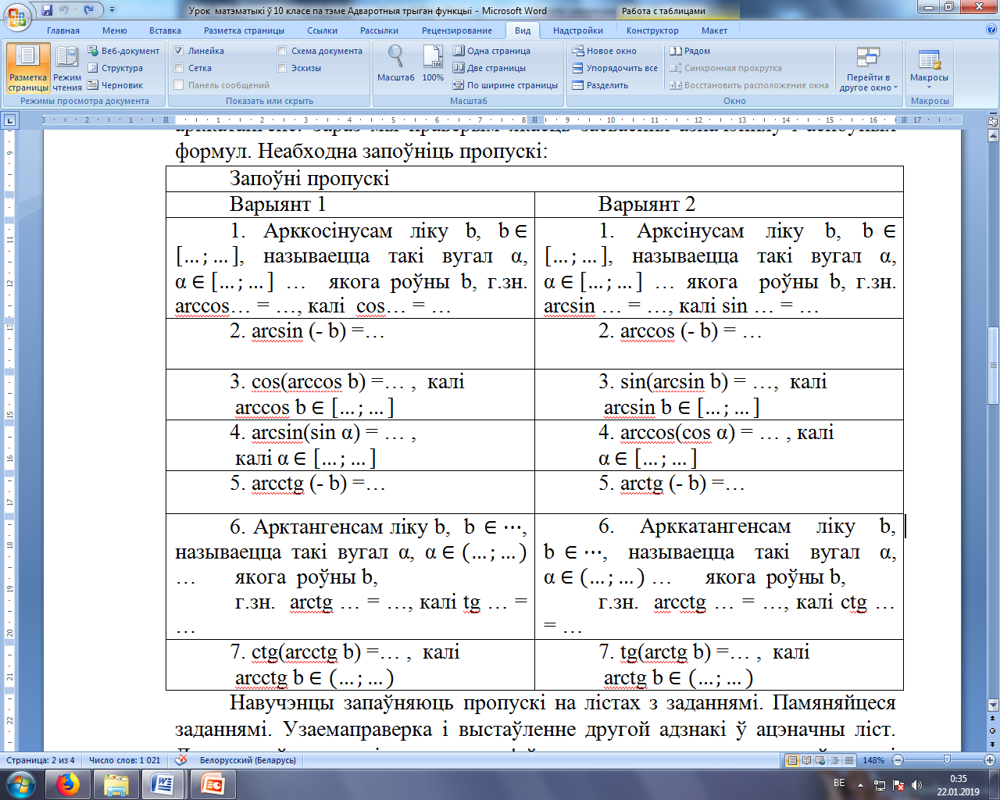 Урок матэматыкі ў 10 класе па тэме Адваротныя трыган функцыі - Microsoft Word
Работа с таблицами
Главная Меню Вставка Разметка страницы Ссылки Рассылки Рецензирование Вид Надстройки Конструктор Макет
Разметка страницы
Режим чтения
Веб-документ
Структура
Черновик
Режимы просмотра документа
Линейка
Сетка
Панель сообщений
Схема документа
Эскизы
Показать или скрыть
Масштаб
100%
Одна страница
Две страницы
По ширине страницы
Масштаб
Новое окно
Упорядочить все
Разделить
Рядом
Синхронная прокрутка
Восстановить расположение окна
Перейти в другое окно
Окно
Макросы
Макросы
формул. Неабходна запоўніць пропускі:
Запоўні пропускі
Варыянт 1
Варыянт 2
1. Арккосінусам ліку b, b ∈
[… ; …], называецца такі вугал α,
α ∈ [… ; …] … якога роўны b, г.зн.
arccos… = …, калі cos… = …
1. Арксінусам ліку b, b ∈
[… ; …], называецца такі вугал α,
α ∈ [… ; …] … якога роўны b, г.зн.
arcsin … = …, калі sin … = …
2. arcsin (- b) =…
2. arccos (- b) = …
3. cos(arccos b) =… , калі
arccos b ∈ [… ; …]
3. sin(arcsin b) = …, калі
arcsin b ∈ [… ; …]
4. arcsin(sin α) = … ,
калі α ∈ [… ; …]
4. arccos(cos α) = … , калі
α ∈ [… ; …]
5. arcctg (- b) =…
5. arctg (- b) =…
6. Арктангенсам ліку b, b ∈ ⋯,
называецца такі вугал α, α ∈ (… ; …)
… якога роўны b,
г.зн. arctg … = …, калі tg … =
…
6. Арккатангенсам ліку b,
b ∈ ⋯, называецца такі вугал α,
α ∈ (… ; …) … якога роўны b,
г.зн. arcctg … = …, калі ctg …
= …
7. ctg(arcctg b) =… , калі
arcctg b ∈ (… ; …)
7. tg(arctg b) =… , калі
arctg b ∈ (… ; …)
Навучэнцы запаўняюць пропускі на лістах з заданнямі. Памяняйцеся
заданнямі. Узаемаправерка і выстаўленне другой адзнакі ў ацэначны ліст.
Страница: 2 из 4 Число слов: 1 021 Белорусский (Беларусь) 148%
BE 0:35
22.01.2019